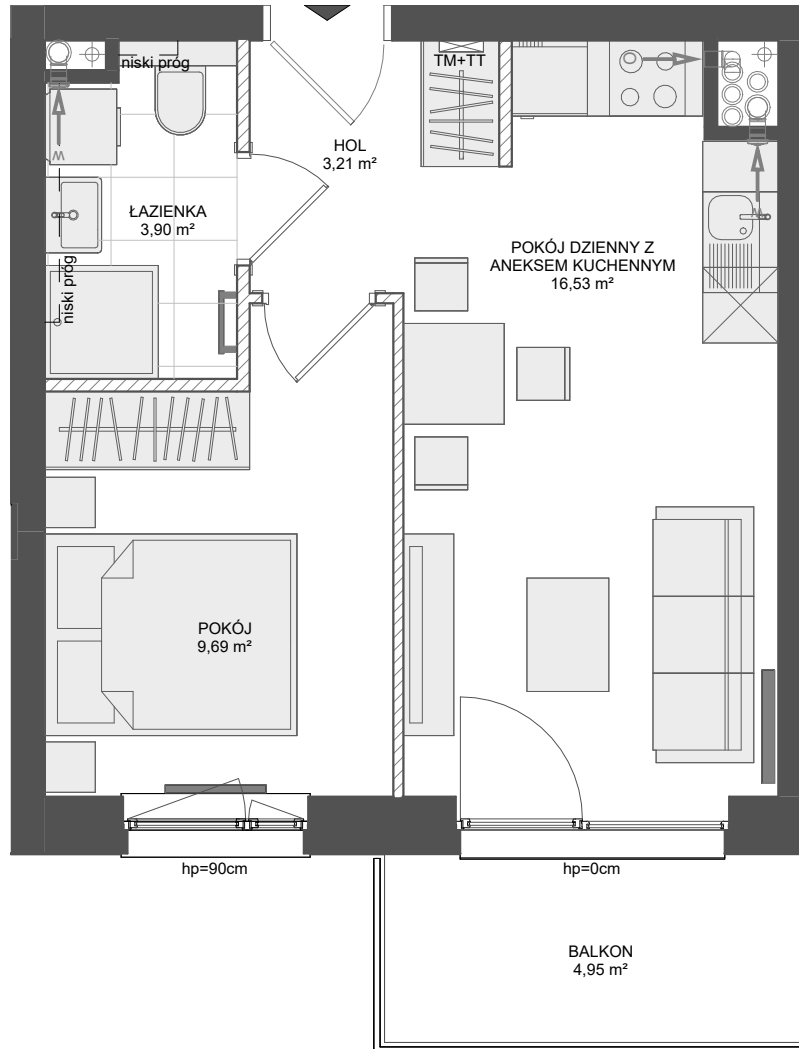 niski próg
TM+TT
HOL
3,21 m²
W
ŁAZIENKA
3,90 m²
niski próg
POKÓJ DZIENNY Z
ANEKSEM KUCHENNYM
16,53 m²
POKÓJ
9,69 m²
hp=90cm
hp=0cm
BALKON
4,95 m²